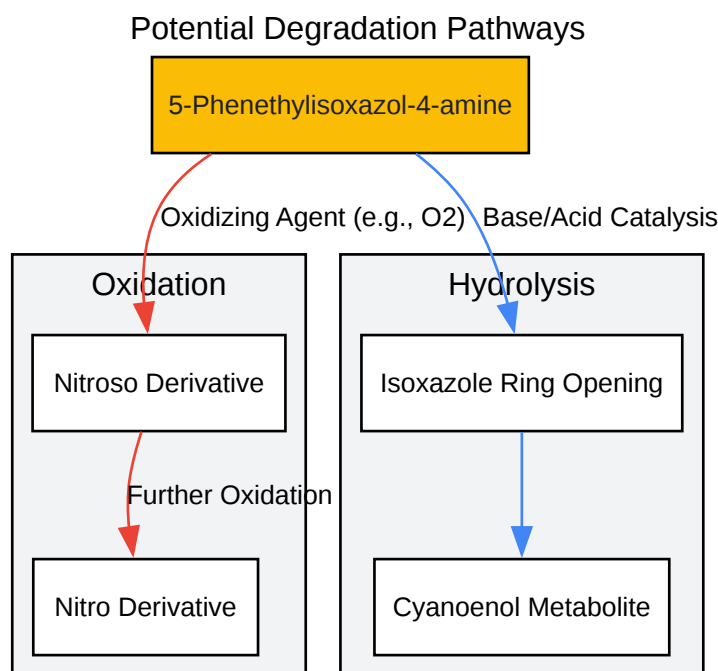 Potential Degradation Pathways
5-Phenethylisoxazol-4-amine
Oxidizing Agent (e.g., O2)
Base/Acid Catalysis
Oxidation
Hydrolysis
Nitroso Derivative
Isoxazole Ring Opening
Further Oxidation
Nitro Derivative
Cyanoenol Metabolite